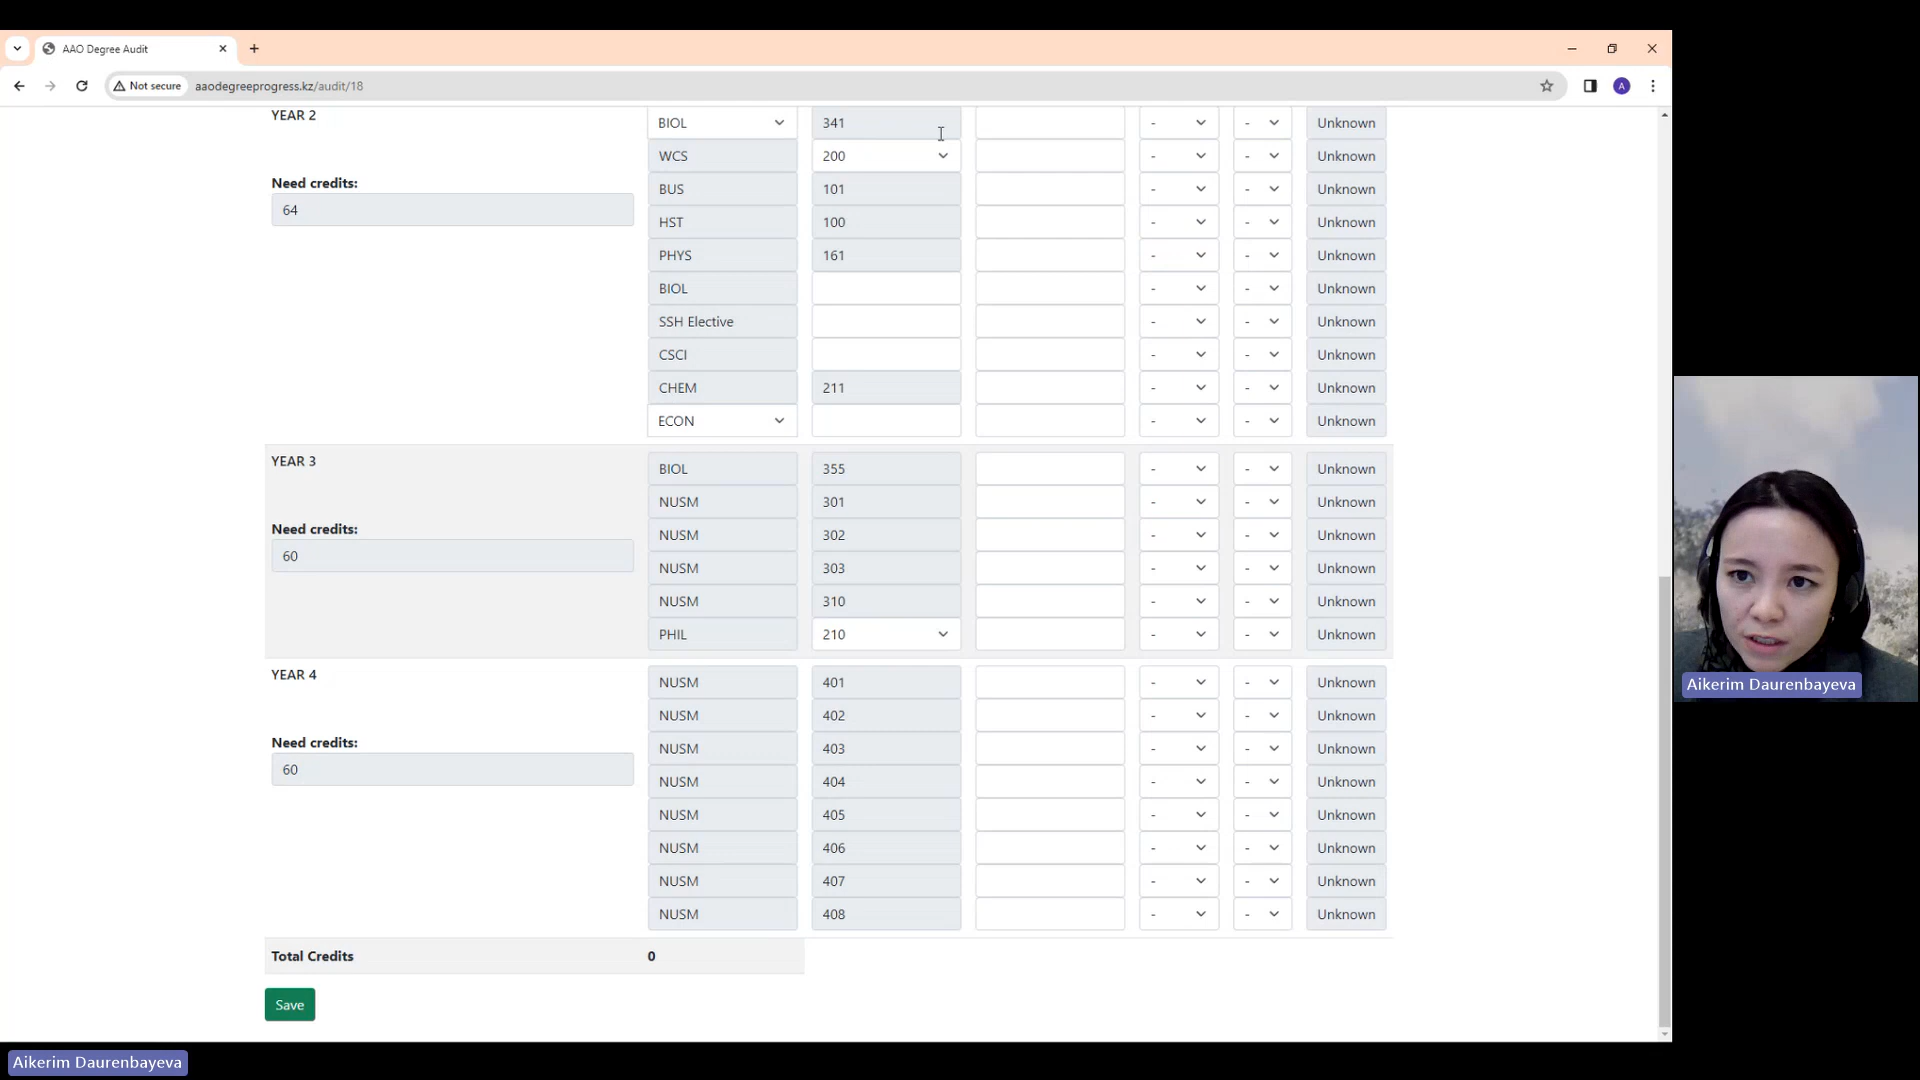 AAO Degree Audit
Not secure
aaodegreeprogress.kz/audit/18
A
YEAR 2
Need credits:
64
BIOL 341 - - Unknown
WCS 200 - - Unknown
BUS 101 - - Unknown
HST 100 - - Unknown
PHYS 161 - - Unknown
BIOL - - Unknown
SSH Elective - - Unknown
CSCI - - Unknown
CHEM 211 - - Unknown
ECON - - Unknown
YEAR 3
Need credits:
60
BIOL 355 - - Unknown
NUSM 301 - - Unknown
NUSM 302 - - Unknown
NUSM 303 - - Unknown
NUSM 310 - - Unknown
PHIL 210 - - Unknown
YEAR 4
Need credits:
60
NUSM 401 - - Unknown
NUSM 402 - - Unknown
NUSM 403 - - Unknown
NUSM 404 - - Unknown
NUSM 405 - - Unknown
NUSM 406 - - Unknown
NUSM 407 - - Unknown
NUSM 408 - - Unknown
Total Credits 0
Save
Aikerim Daurenbayeva
Aikerim Daurenbayeva